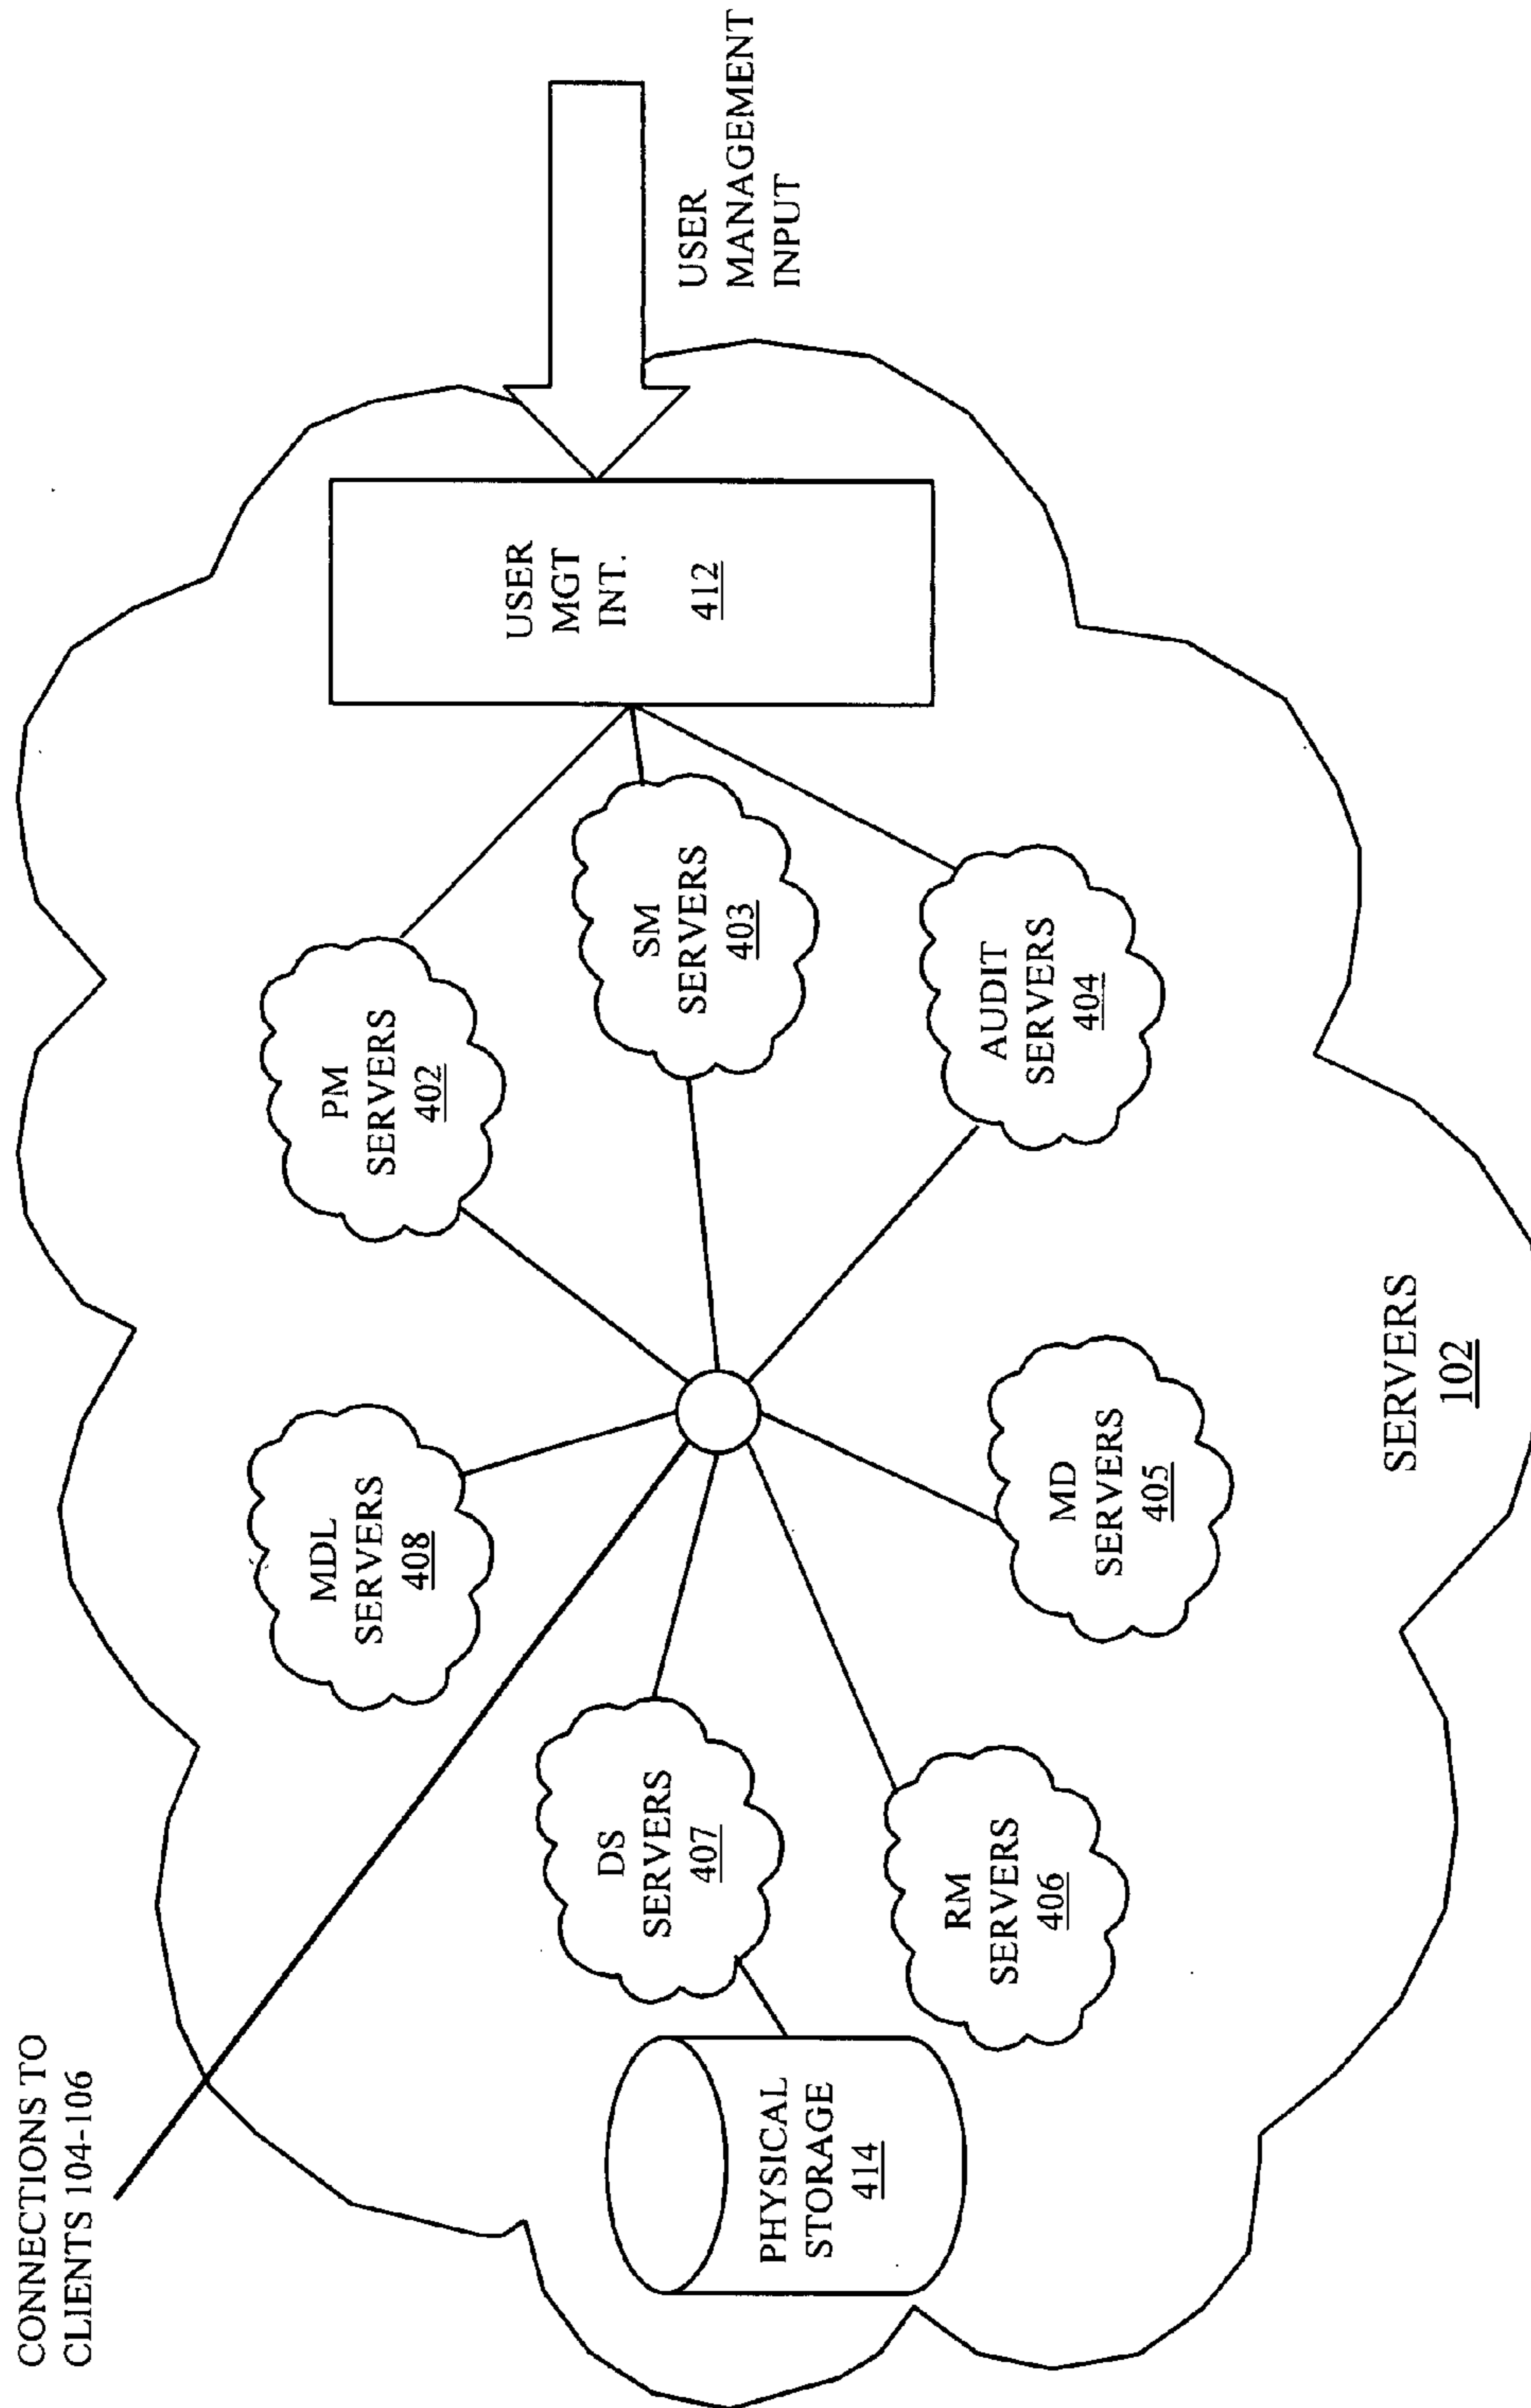 CONNECTIONS TO
CLIENTS 104-106
MDL
SERVERS
408
PM
SERVERS
402
USER
MGT
INT.
412
USER
MANAGEMENT
INPUT
DS
SERVERS
407
SM
SERVERS
403
PHYSICAL
STORAGE
414
RM
SERVERS
406
MD
SERVERS
405
AUDIT
SERVERS
404
SERVERS
102